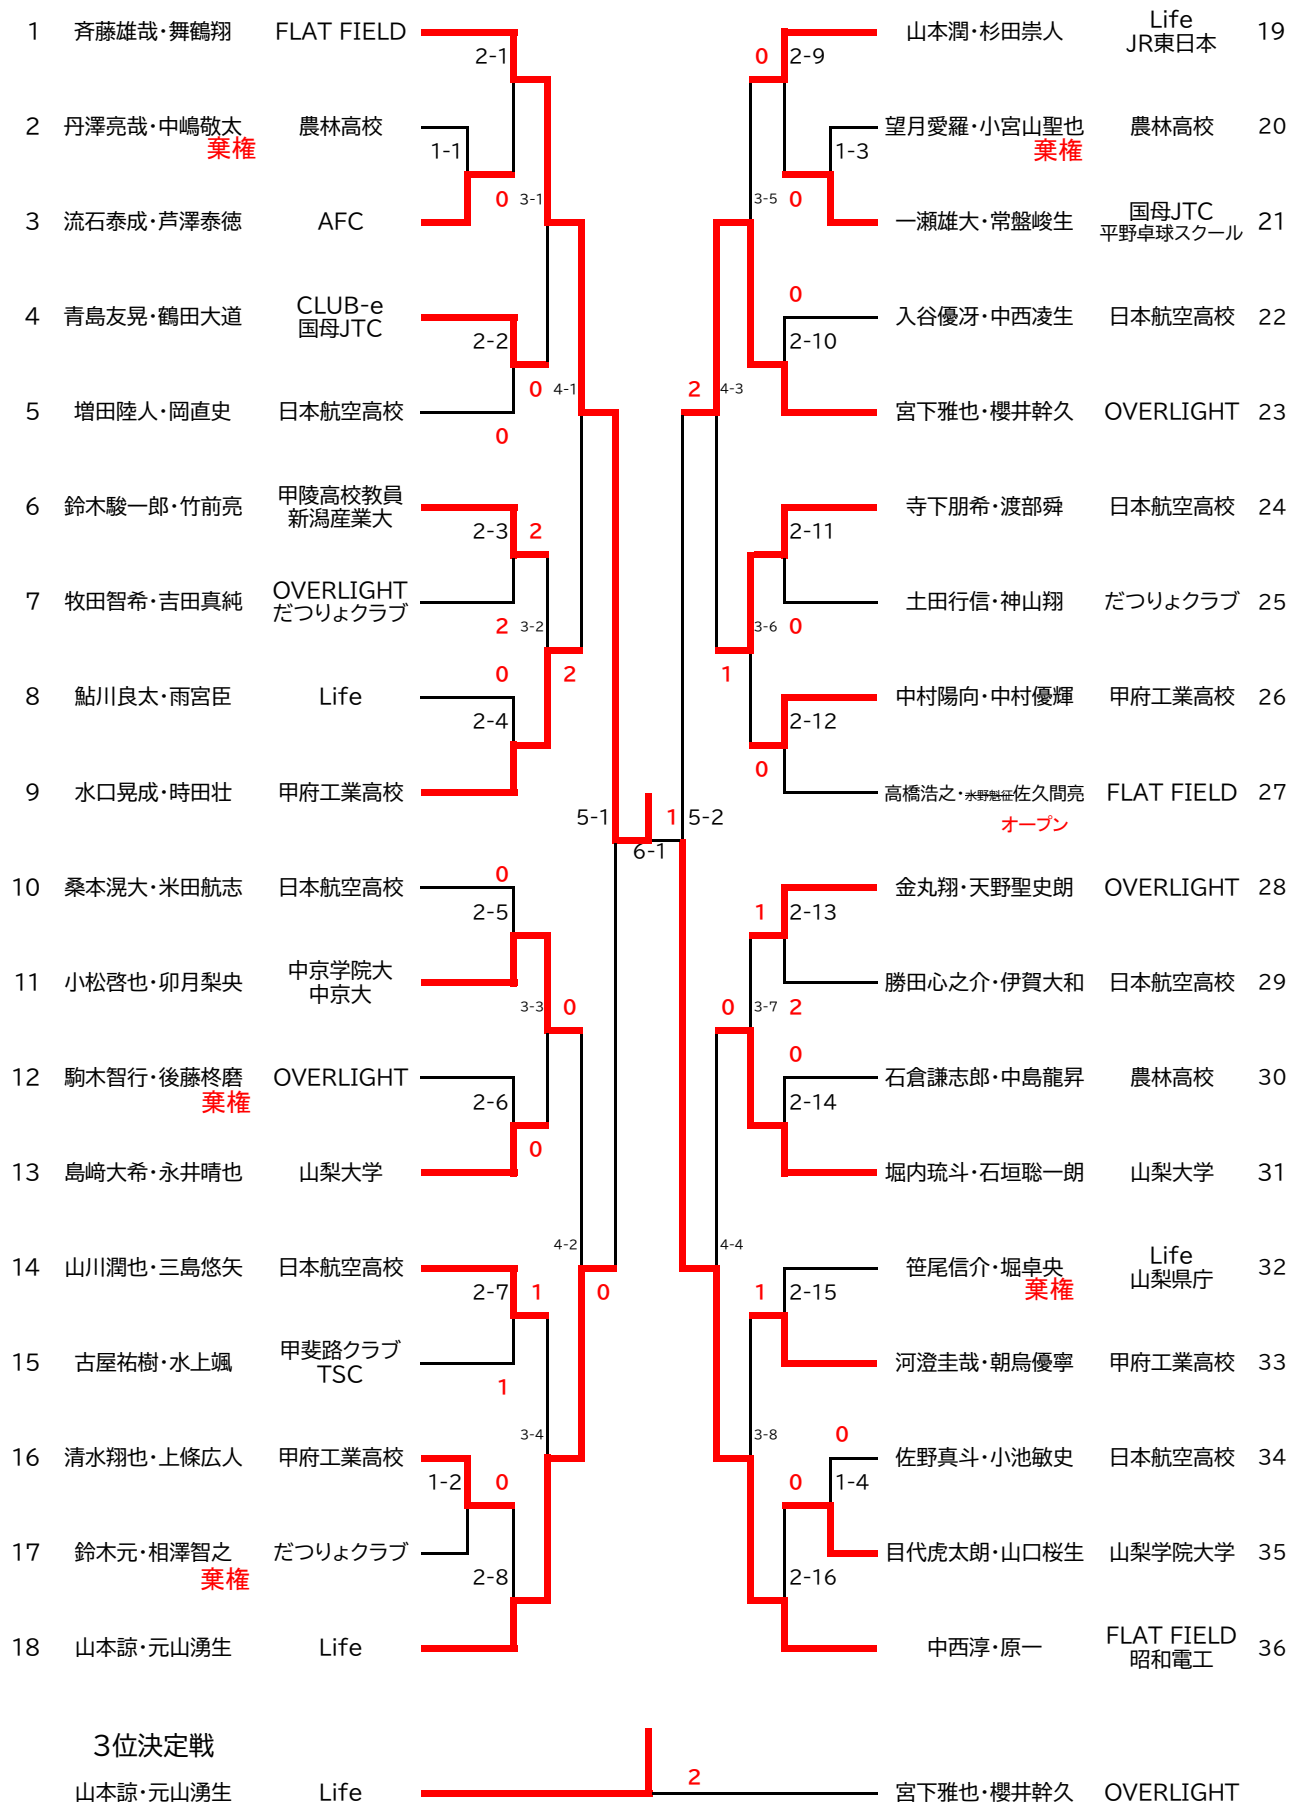 1 斉藤雄哉・舞鶴翔 FLAT FIELD
2-1
2 丹澤亮哉・中嶋敬太 農林高校
棄権
1-1
0
3-1
3 流石泰成・芦澤泰徳 AFC
4 青島友晃・鶴田大道 CLUB-e
国母JTC
2-2
0
4-1
5 増田陸人・岡直史 日本航空高校
0
6 鈴木駿一郎・竹前亮 甲陵高校教員
新潟産業大
2-3
2
7 牧田智希・吉田真純 OVERLIGHT
だつりょクラブ
2
3-2
0
2
8 鮎川良太・雨宮臣 Life
2-4
9 水口晃成・時田壮 甲府工業高校
5-1
10 桑本滉大・米田航志 日本航空高校
0
2-5
11 小松啓也・卯月梨央 中京学院大
中京大
3-3
0
12 駒木智行・後藤柊磨 OVERLIGHT
棄権
2-6
0
13 島﨑大希・永井晴也 山梨大学
4-2
14 山川潤也・三島悠矢 日本航空高校
2-7
1
0
15 古屋祐樹・水上颯 甲斐路クラブ
TSC
1
3-4
16 清水翔也・上條広人 甲府工業高校
1-2
0
17 鈴木元・相澤智之 だつりょクラブ
棄権
2-8
18 山本諒・元山湧生 Life
1
6-1
山本潤・杉田崇人 Life
JR東日本 19
0
2-9
望月愛羅・小宮山聖也 農林高校 20
棄権
1-3
3-5
0
一瀬雄大・常盤峻生 国母JTC
平野卓球スクール 21
0
入谷優冴・中西凌生 日本航空高校 22
2-10
2
4-3
宮下雅也・櫻井幹久 OVERLIGHT 23
寺下朋希・渡部舜 日本航空高校 24
2-11
土田行信・神山翔 だつりょクラブ 25
3-6
0
1
中村陽向・中村優輝 甲府工業高校 26
2-12
0
高橋浩之・水野魁征佐久間亮 FLAT FIELD 27
オープン
5-2
金丸翔・天野聖史朗 OVERLIGHT 28
1
2-13
勝田心之介・伊賀大和 日本航空高校 29
0
3-7
2
0
石倉謙志郎・中島龍昇 農林高校 30
2-14
堀内琉斗・石垣聡一朗 山梨大学 31
4-4
笹尾信介・堀卓央 Life
山梨県庁 32
棄権
1
2-15
河澄圭哉・朝烏優寧 甲府工業高校 33
3-8
0
佐野真斗・小池敏史 日本航空高校 34
0
1-4
目代虎太朗・山口桜生 山梨学院大学 35
2-16
中西淳・原一 FLAT FIELD
昭和電工 36
３位決定戦
山本諒・元山湧生 Life
2
宮下雅也・櫻井幹久 OVERLIGHT